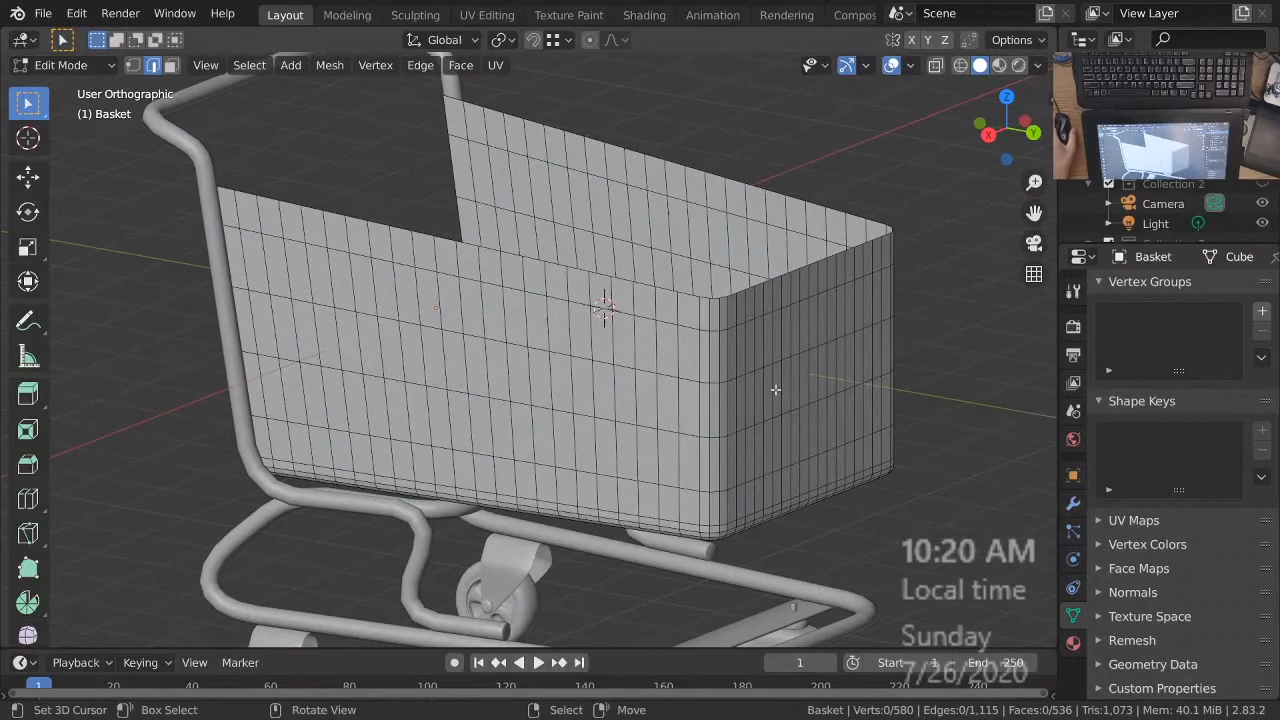 File Edit Render Window Help Layout Modeling Sculpting UV Editing Texture Paint Shading Animation Rendering Compos Scene View Layer
Global X Y Z Options
Edit Mode View Select Add Mesh Vertex Edge Face UV
User Orthographic
(1) Basket
Z
Y
X
Collection 2
Camera
Light
Basket Cube
Vertex Groups
Shape Keys
UV Maps
Vertex Colors
Face Maps
Normals
Texture Space
Remesh
Geometry Data
Custom Properties
10:20 AM
Local time
Sunday
7/26/2020
Playback Keying View Marker 1 Start 1 End 250
1 20 40 60 80 100 120 140 160 180 200 220 240
Set 3D Cursor Box Select Rotate View Select Move Basket | Verts:0/580 | Edges:0/1,115 | Faces:0/536 | Tris:1,073 | Mem: 40.1 MiB | 2.83.2